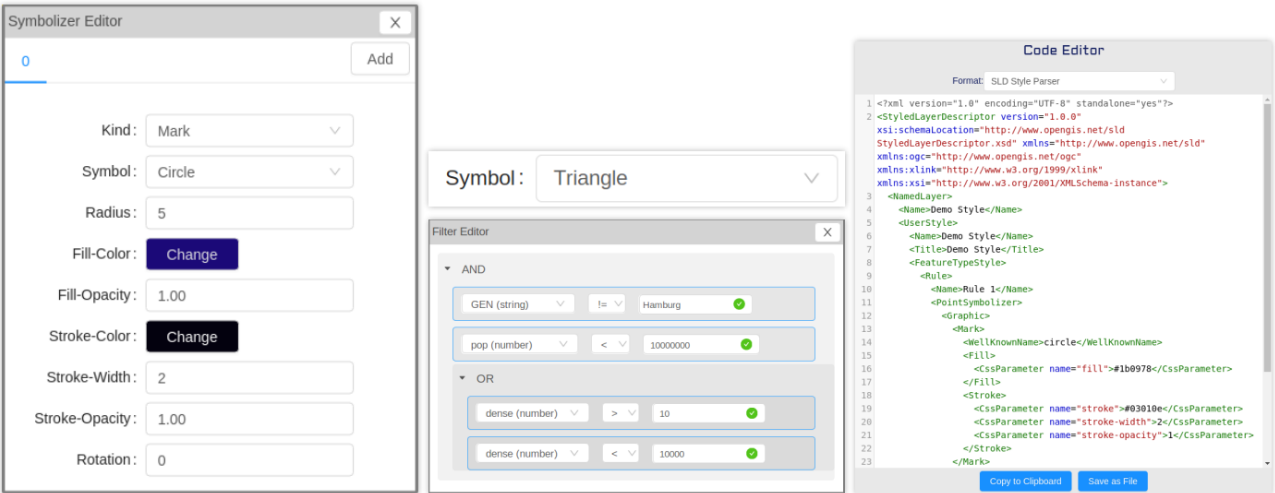 Symbolizer Editor X
0 Add
Kind: Mark
Symbol: Circle
Radius: 5
Fill-Color: Change
Fill-Opacity: 1.00
Stroke-Color: Change
Stroke-Width: 2
Stroke-Opacity: 1.00
Rotation: 0
Symbol: Triangle
Filter Editor X
AND
GEN (string) != Hamburg
pop (number) < 10000000
OR
dense (number) > 10
dense (number) < 10000
Code Editor
Format: SLD Style Parser
1 <?xml version="1.0" encoding="UTF-8" standalone="yes"?>
2 <StyledLayerDescriptor version="1.0.0"
xsi:schemaLocation="http://www.opengis.net/sld
StyledLayerDescriptor.xsd" xmlns="http://www.opengis.net/sld"
xmlns:ogc="http://www.opengis.net/ogc"
xmlns:xlink="http://www.w3.org/1999/xlink"
xmlns:xsi="http://www.w3.org/2001/XMLSchema-instance">
3 <NamedLayer>
4 <Name>Demo Style</Name>
5 <UserStyle>
6 <Name>Demo Style</Name>
7 <Title>Demo Style</Title>
8 <FeatureTypeStyle>
9 <Rule>
10 <Name>Rule 1</Name>
11 <PointSymbolizer>
12 <Graphic>
13 <Mark>
14 <WellKnownName>circle</WellKnownName>
15 <Fill>
16 <CssParameter name="fill">#1b0978</CssParameter>
17 </Fill>
18 <Stroke>
19 <CssParameter name="stroke">#03010e</CssParameter>
20 <CssParameter name="stroke-width">2</CssParameter>
21 <CssParameter name="stroke-opacity">1</CssParameter>
22 </Stroke>
23 </Mark>
Copy to Clipboard Save as File